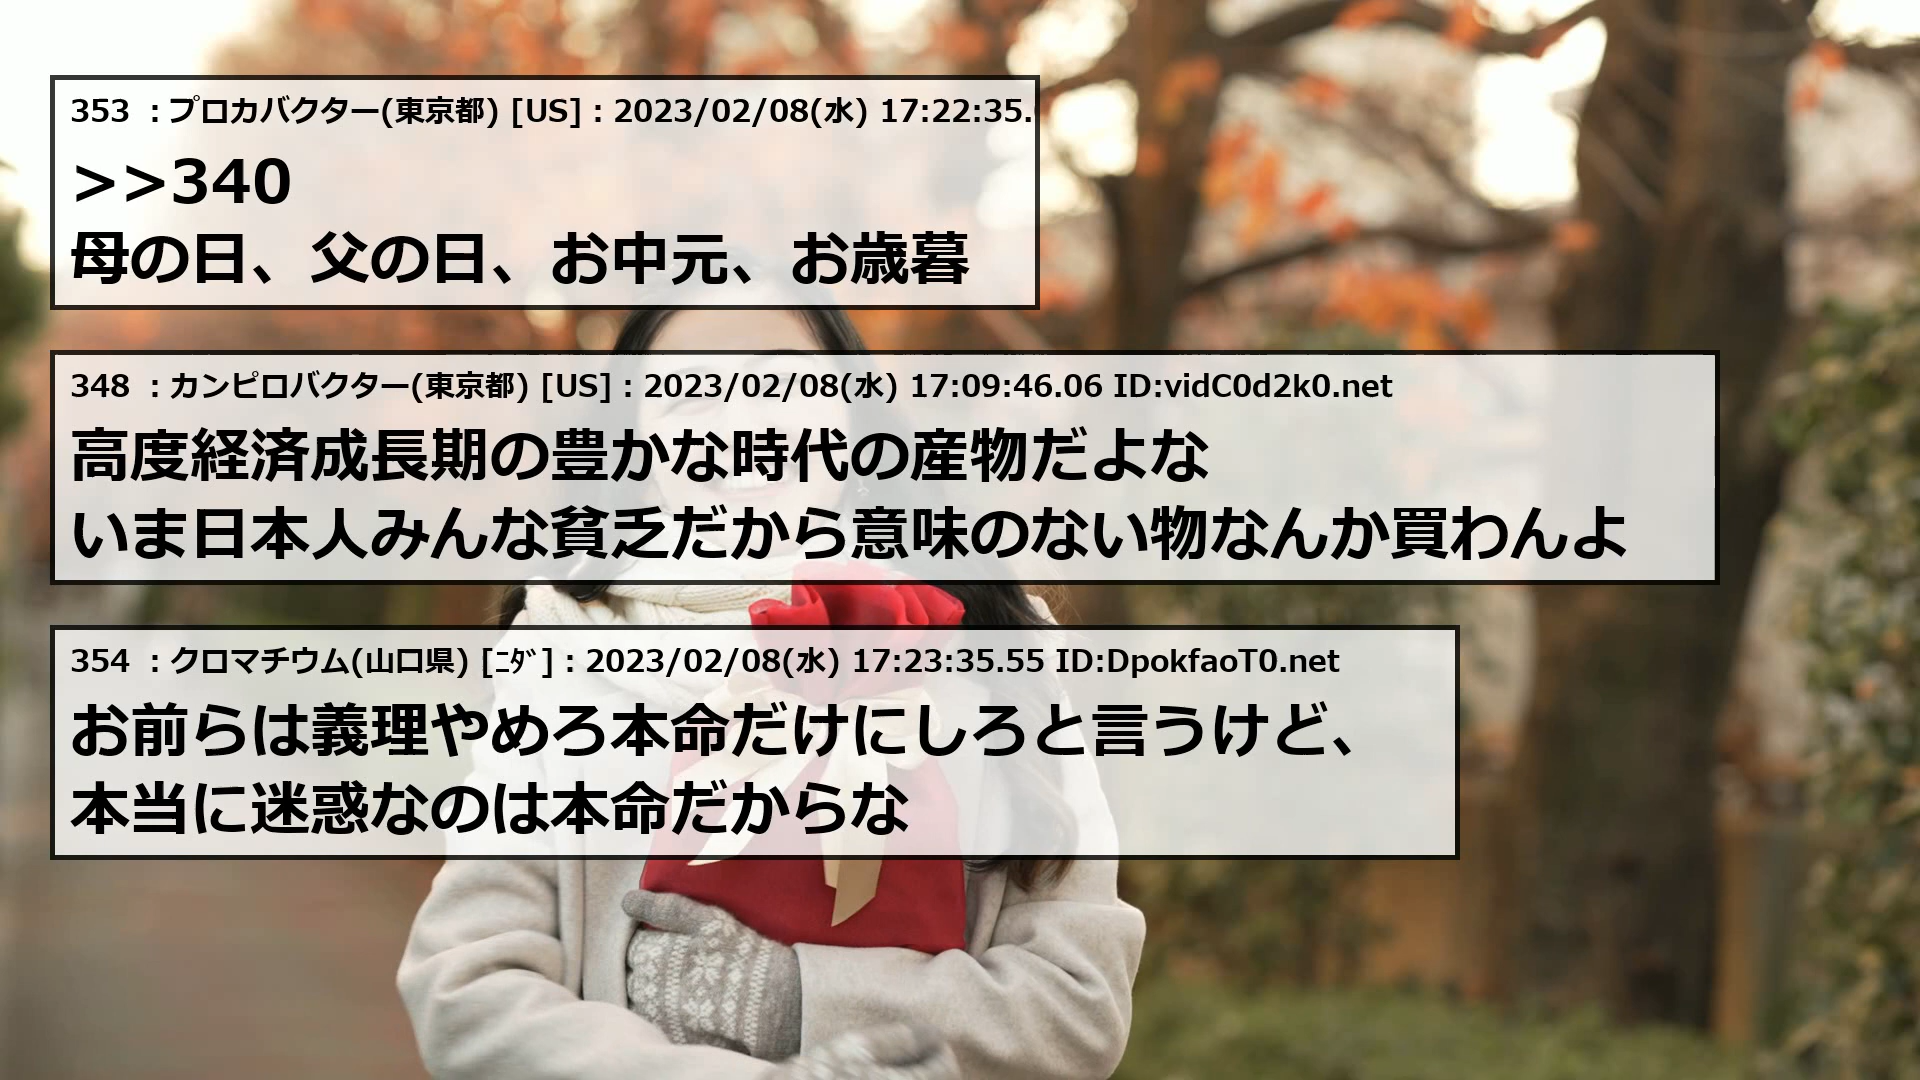 353 ：プロカバクター(東京都) [US]：2023/02/08(水) 17:22:35.
>>340
母の日、父の日、お中元、お歳暮
348 ：カンピロバクター(東京都) [US]：2023/02/08(水) 17:09:46.06 ID:vidC0d2k0.net
高度経済成長期の豊かな時代の産物だよな
いま日本人みんな貧乏だから意味のない物なんか買わんよ
354 ：クロマチウム(山口県) [ﾆﾀﾞ]：2023/02/08(水) 17:23:35.55 ID:DpokfaoT0.net
お前らは義理やめろ本命だけにしろと言うけど、
本当に迷惑なのは本命だからな